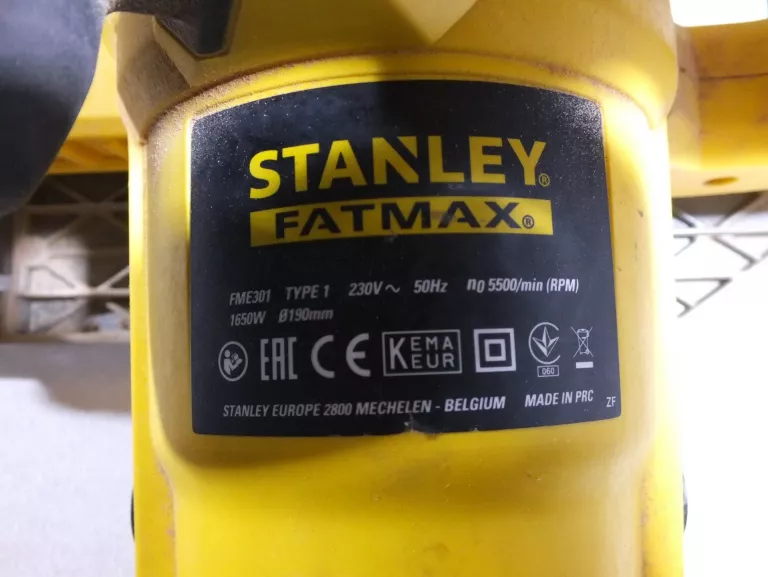 STANLEY®
FATMAX®
FME301 TYPE 1 230V ~ 50Hz n0 5500/min (RPM)
1650W Ø190mm
EAC CE KEMA KEUR 060
STANLEY EUROPE 2800 MECHELEN - BELGIUM MADE IN PRC ZF